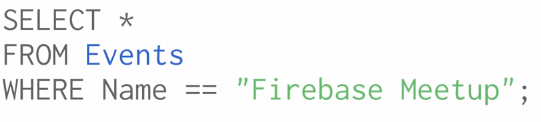 SELECT *
FROM Events
WHERE Name == "Firebase Meetup";